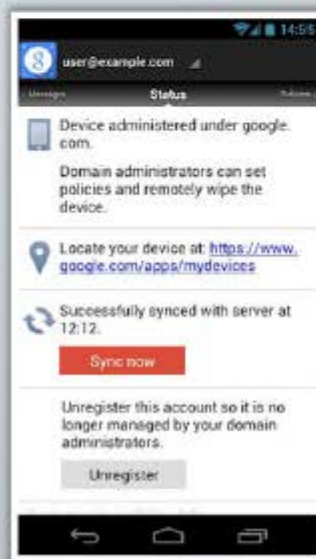 14:55
8 user@example.com
Status
Device administered under google.
com.
Domain administrators can set
policies and remotely wipe the
device.
Locate your device at: https://www.
google.com/apps/mydevices
Successfully synced with server at
12:12.
Sync now
Unregister this account so it is no
longer managed by your domain
administrators.
Unregister